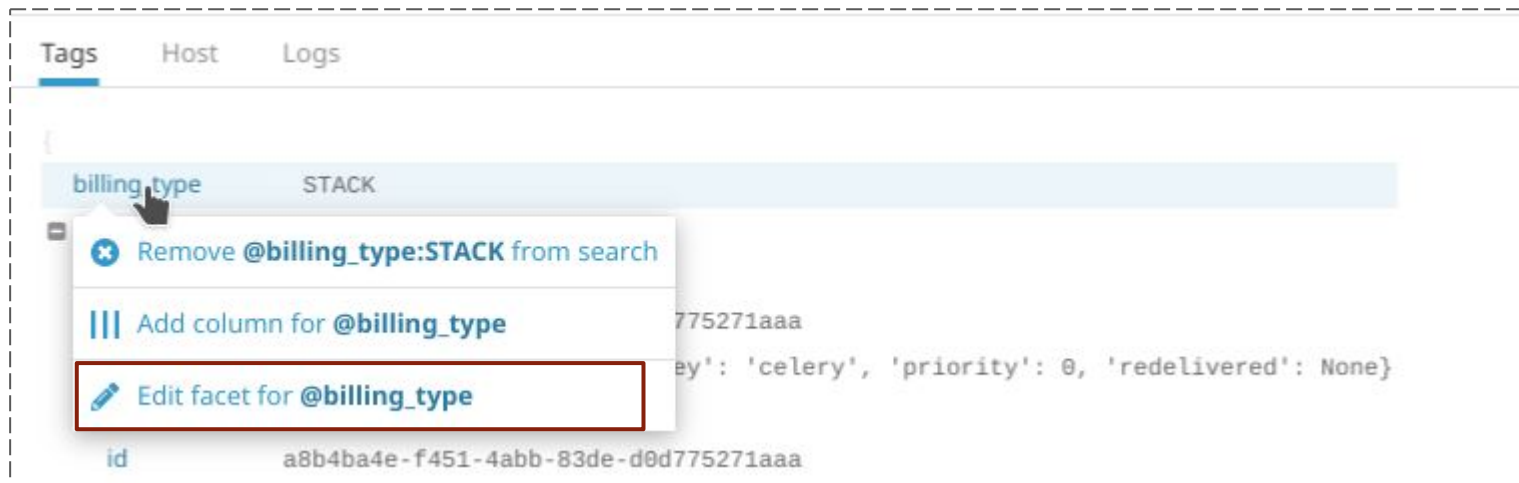 Tags Host Logs
{
billing_type STACK
Remove @billing_type:STACK from search
Add column for @billing_type
775271aaa
ey': 'celery', 'priority': 0, 'redelivered': None}
Edit facet for @billing_type
id a8b4ba4e-f451-4abb-83de-d0d775271aaa